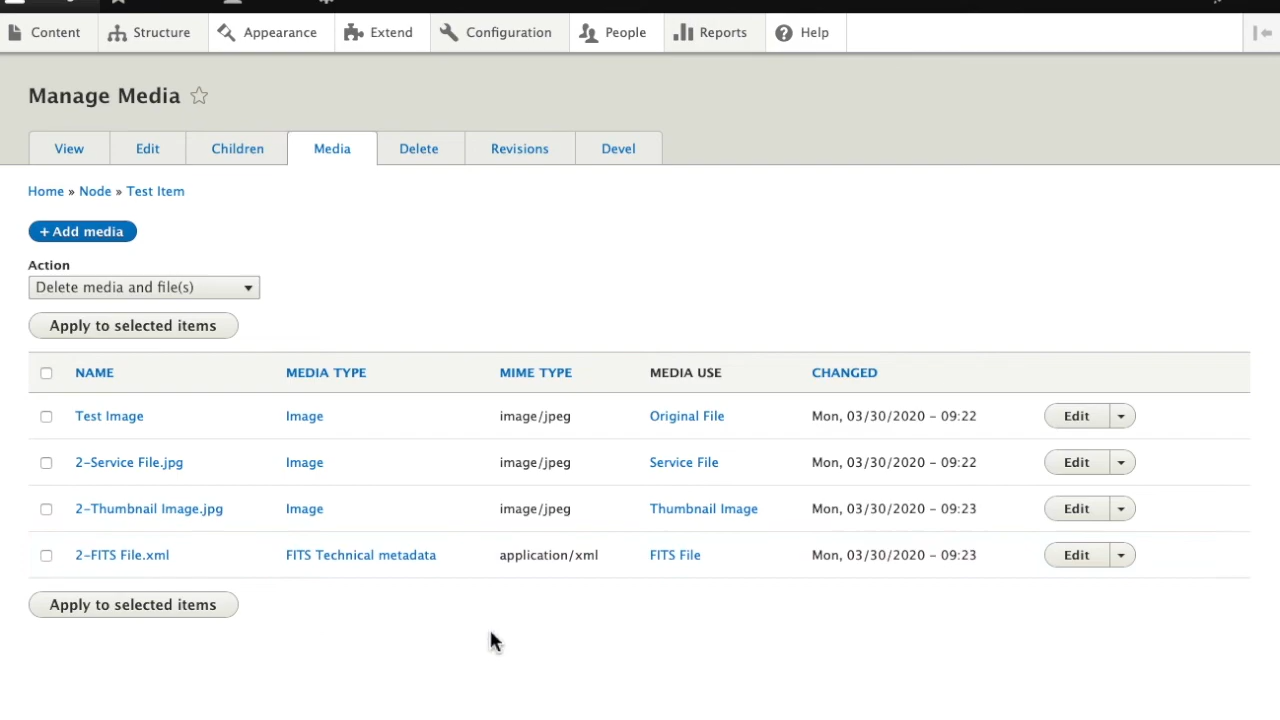 Content Structure Appearance Extend Configuration People Reports Help
Manage Media
View Edit Children Media Delete Revisions Devel
Home » Node » Test Item
+ Add media
Action
Delete media and file(s)
Apply to selected items
NAME MEDIA TYPE MIME TYPE MEDIA USE CHANGED
Test Image Image image/jpeg Original File Mon, 03/30/2020 – 09:22 Edit
2-Service File.jpg Image image/jpeg Service File Mon, 03/30/2020 – 09:22 Edit
2-Thumbnail Image.jpg Image image/jpeg Thumbnail Image Mon, 03/30/2020 – 09:23 Edit
2-FITS File.xml FITS Technical metadata application/xml FITS File Mon, 03/30/2020 – 09:23 Edit
Apply to selected items